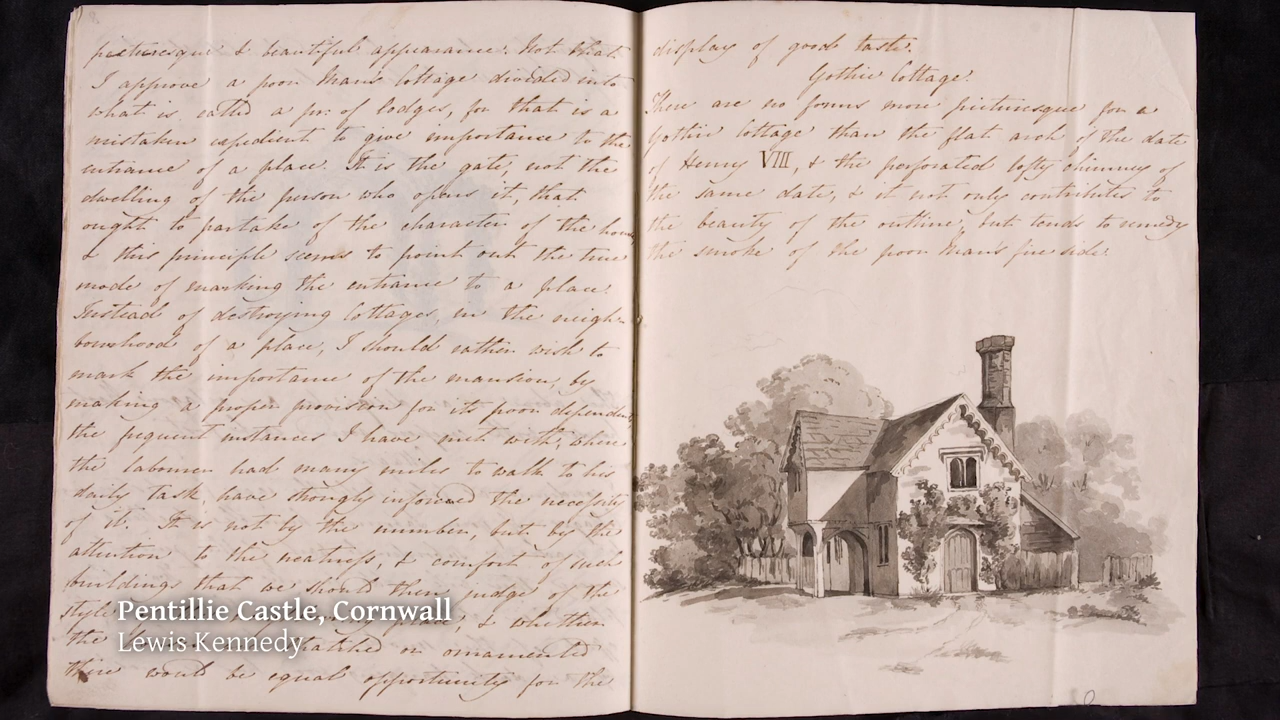 picturesque & beautiful appearance. Not that
I approve a poor Man's Cottage divided into
what is called a pr: of Lodges, for that is a
mistaken expedient to give importance to the
entrance of a place. It is the gate, not the
dwelling of the person who opens it, that
ought to partake of the character of the house,
& this principle seems to point out the true
mode of marking the entrance to a place.
Instead of destroying Cottages, in the neigh-
bourhood of a place, I should rather wish to
mark the importance of the mansion, by
making a proper provision for its poor dependents
the frequent instances I have met with, where
the labourer had many miles to walk to his
daily task, have strongly inforced the necessity
of it. It is not by the number, but by the
attention to the neatness, & comfort of such
buildings that we should then judge of the
style & whether
the thatched or ornamented
there would be equal opportunity for the
display of good taste.
Gothic Cottage.
There are no forms more picturesque for a
Gothic Cottage than the flat arch of the date
of Henry VIII, & the perforated lofty chimney of
the same date, & it not only contributes to
the beauty of the outline, but tends to remedy
the smoke of the poor Man's fire side.
Pentillie Castle, Cornwall
Lewis Kennedy